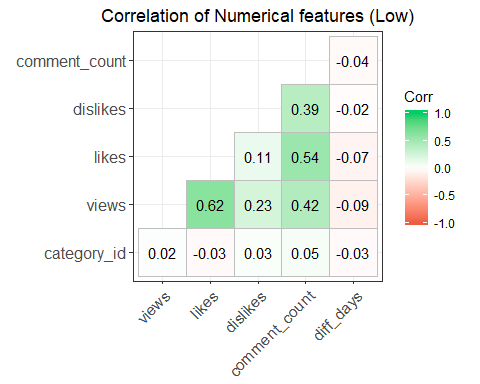 Correlation of Numerical features (Low)
comment_count -0.04
dislikes 0.39 -0.02
likes 0.11 0.54 -0.07
views 0.62 0.23 0.42 -0.09
category_id 0.02 -0.03 0.03 0.05 -0.03
views likes dislikes comment_count diff_days
Corr
1.0
0.5
0.0
-0.5
-1.0